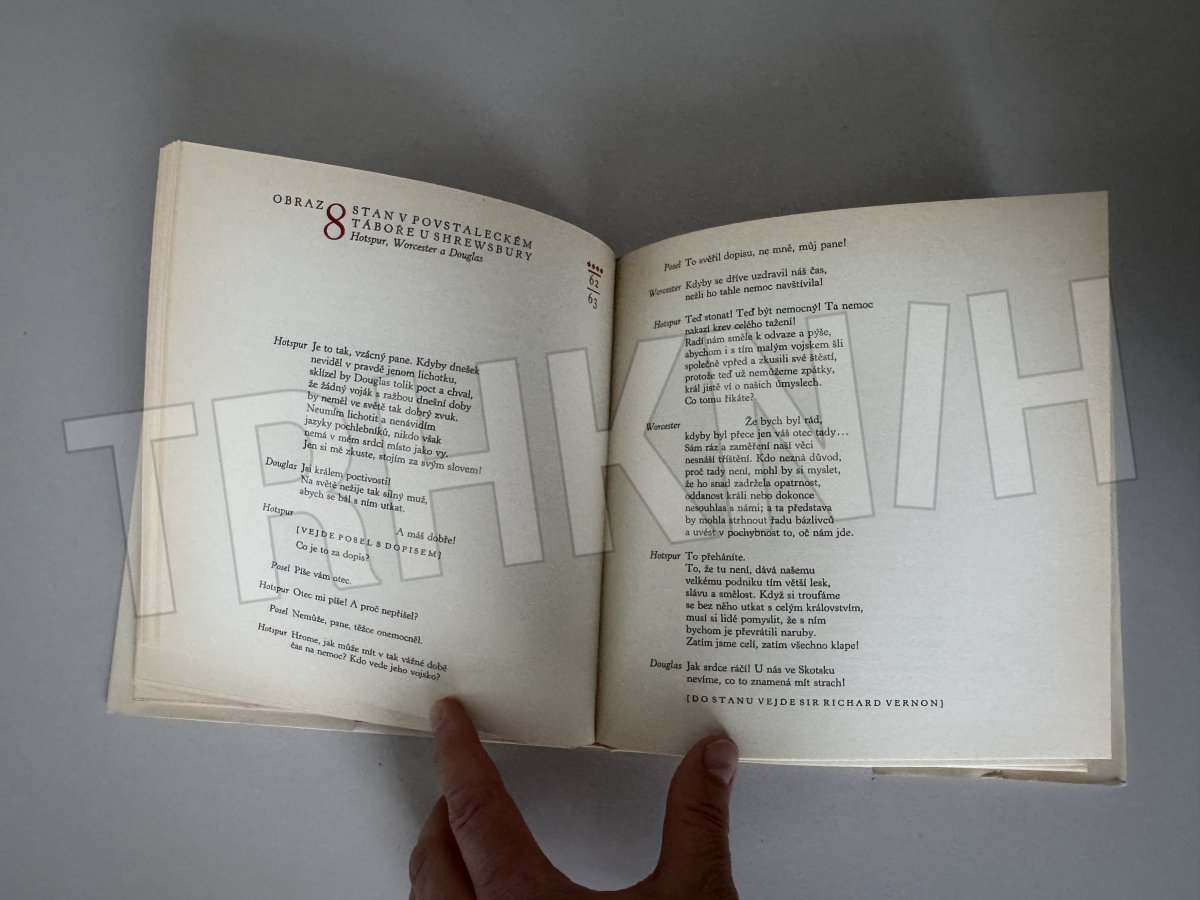 OBRAZ 8 STAN V POVSTALECKÉM
TÁBOŘE U SHREWSBURY
Hotspur, Worcester a Douglas
62
63
Hotspur Je to tak, vzácný pane. Kdyby dnešek
neviděl v pravdě jenom lichotku,
sklízel by Douglas tolik poct a chval,
že žádný voják s ražbou dnešní doby
by neměl ve světě tak dobrý zvuk.
Neumím lichotit a nenávidím
jazyky pochlebníků, nikdo však
nemá v mém srdci místo jako vy.
Jen si mě zkuste, stojím za svým slovem!
Douglas Jsi králem poctivosti!
Na světě nežije tak silný muž,
abych se bál s ním utkat.
Hotspur
A máš dobře!
[VEJDE POSEL S DOPISEM]
Co je to za dopis?
Posel Píše vám otec.
Hotspur Otec mi píše! A proč nepřišel?
Posel Nemůže, pane, těžce onemocněl.
Hotspur Hrome, jak může mít v tak vážné době
čas na nemoc? Kdo vede jeho vojsko?
Posel To svěřil dopisu, ne mně, můj pane!
Worcester Kdyby se dříve uzdravil náš čas,
nežli ho tahle nemoc navštívila!
Hotspur Teď stonat! Teď být nemocný! Ta nemoc
nakazí krev celého tažení!
Radí nám směle k odvaze a pýše,
abychom i s tím malým vojskem šli
společně vpřed a zkusili své štěstí,
protože teď už nemůžeme zpátky,
král jistě ví o našich úmyslech.
Co tomu říkáte?
Worcester Že bych byl rád,
kdyby byl přece jen váš otec tady...
Sám ráz a zaměření naší věci
nesnáší tříštění. Kdo nezná důvod,
proč tady není, mohl by si myslet,
že ho snad zadržela opatrnost,
oddanost králi nebo dokonce
nesouhlas s námi; a ta představa
by mohla strhnout řadu bázlivců
a uvést v pochybnost to, oč nám jde.
Hotspur To přeháníte.
To, že tu není, dává našemu
velkému podniku tím větší lesk,
slávu a smělost. Když si troufáme
se bez něho utkat s celým královstvím,
musí si lidé pomyslit, že s ním
bychom je převrátili naruby.
Zatím jsme celí, zatím všechno klape!
Douglas Jak srdce ráčí! U nás ve Skotsku
nevíme, co to znamená mít strach!
[DO STANU VEJDE SIR RICHARD VERNON]
TRHKNIH